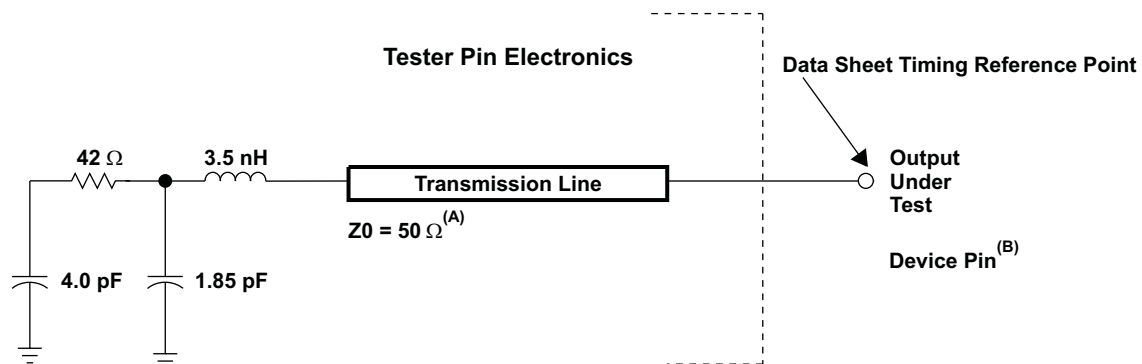 Tester Pin Electronics
Data Sheet Timing Reference Point
42 Ω
3.5 nH
Transmission Line
Output
Under
Test
Z0 = 50 Ω(A)
Device Pin(B)
4.0 pF
1.85 pF